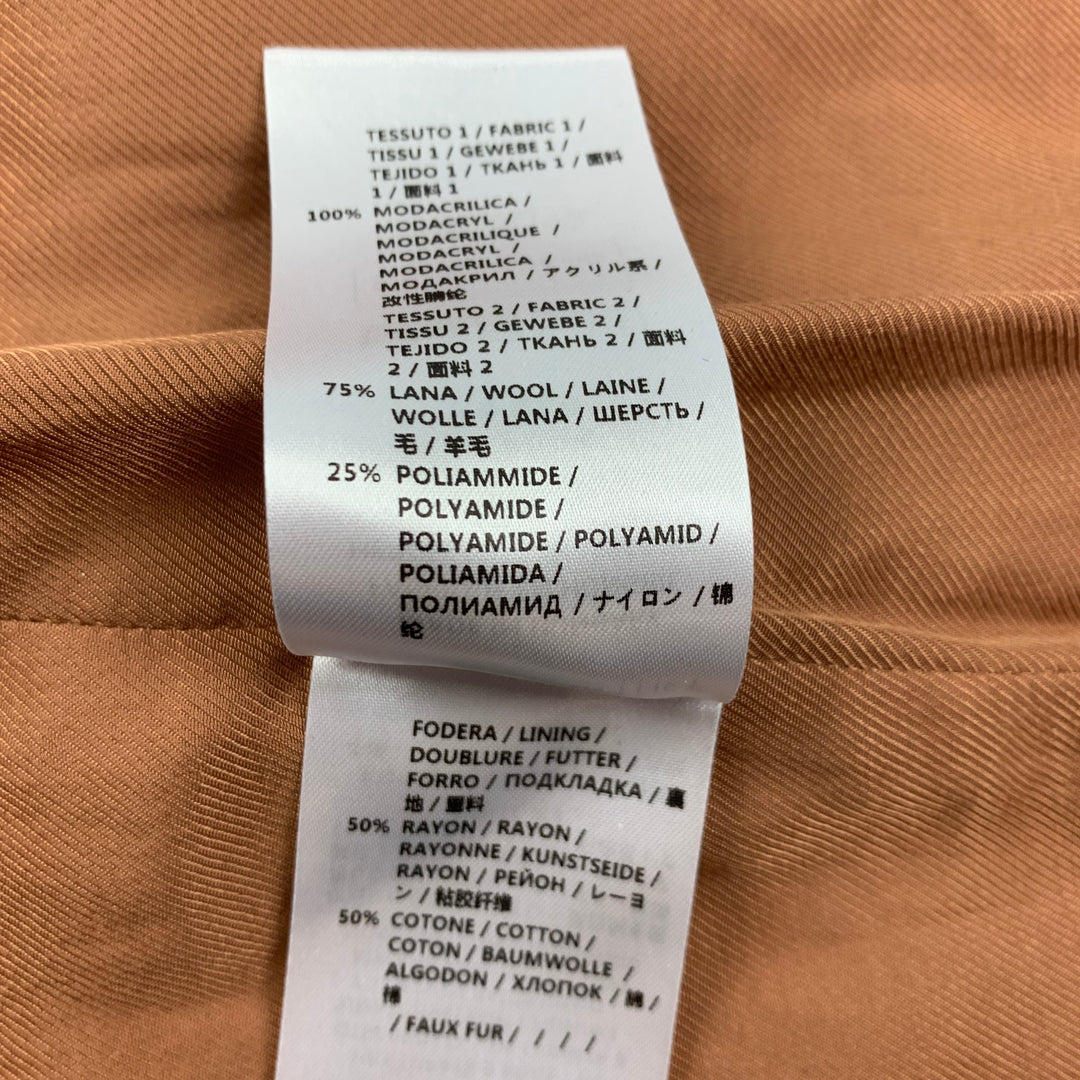 TESSUTO 1 / FABRIC 1 /
TISSU 1 / GEWEBE 1 /
TEJIDO 1 / ТКАНЬ 1 / 面料
1 / 面料 1
100% MODACRILICA /
MODACRYL /
MODACRILIQUE /
MODACRYL /
MODACRILICA /
МОДАКРИЛ / アクリル系 /
改性腈纶
TESSUTO 2 / FABRIC 2 /
TISSU 2 / GEWEBE 2 /
TEJIDO 2 / ТКАНЬ 2 / 面料
2 / 面料 2
75% LANA / WOOL / LAINE /
WOLLE / LANA / ШЕРСТЬ /
毛 / 羊毛
25% POLIAMMIDE /
POLYAMIDE /
POLYAMIDE / POLYAMID /
POLIAMIDA /
ПОЛИАМИД / ナイロン / 锦
纶
FODERA / LINING /
DOUBLURE / FUTTER /
FORRO / ПОДКЛАДКА / 裏
地 / 里料
50% RAYON / RAYON /
RAYONNE / KUNSTSEIDE /
RAYON / РЕЙОН / レーヨ
ン / 粘胶纤维
50% COTONE / COTTON /
COTON / BAUMWOLLE /
ALGODON / ХЛОПОК / 綿 /
棉
/ FAUX FUR / / / /